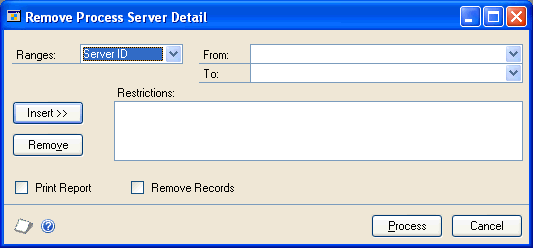 Remove Process Server Detail
Ranges: Server ID From:
To:
Restrictions:
Insert >>
Remove
Print Report Remove Records
Process Cancel